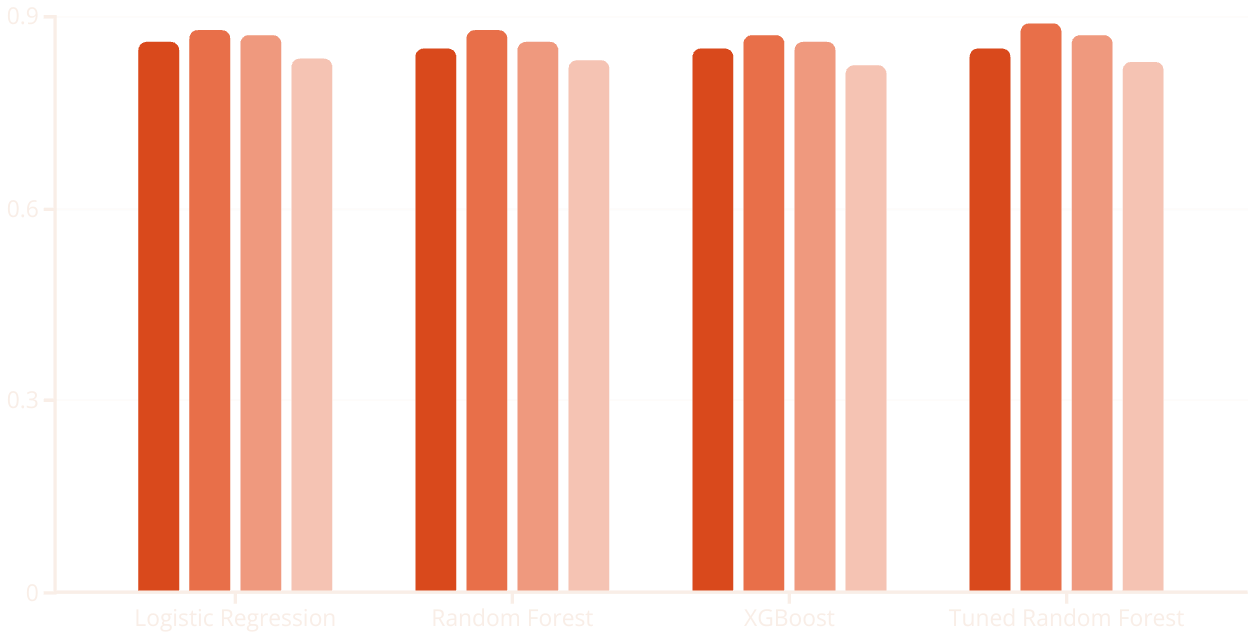 0.9
0.6
0.3
0
Logistic Regression
Random Forest
XGBoost
Tuned Random Forest